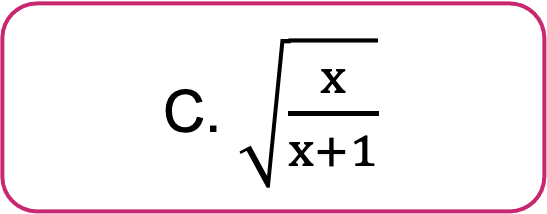 C. √(x/(x+1))